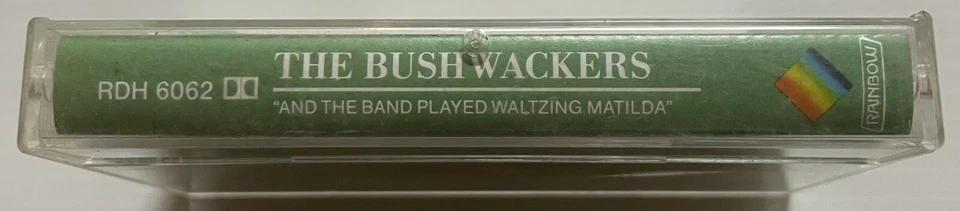 THE BUSHWACKERS
RDH 6062
"AND THE BAND PLAYED WALTZING MATILDA"
RAINBOW